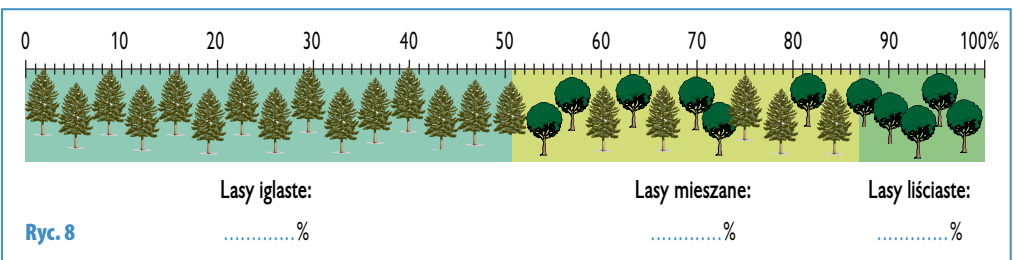 0 10 20 30 40 50 60 70 80 90 100%
Lasy iglaste: Lasy mieszane: Lasy liściaste:
Ryc. 8 .............% .............% .............%